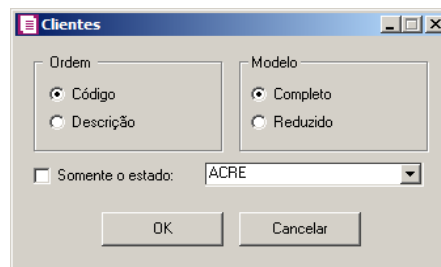 Clientes
Ordem
Código
Descrição
Modelo
Completo
Reduzido
Somente o estado: ACRE
OK Cancelar